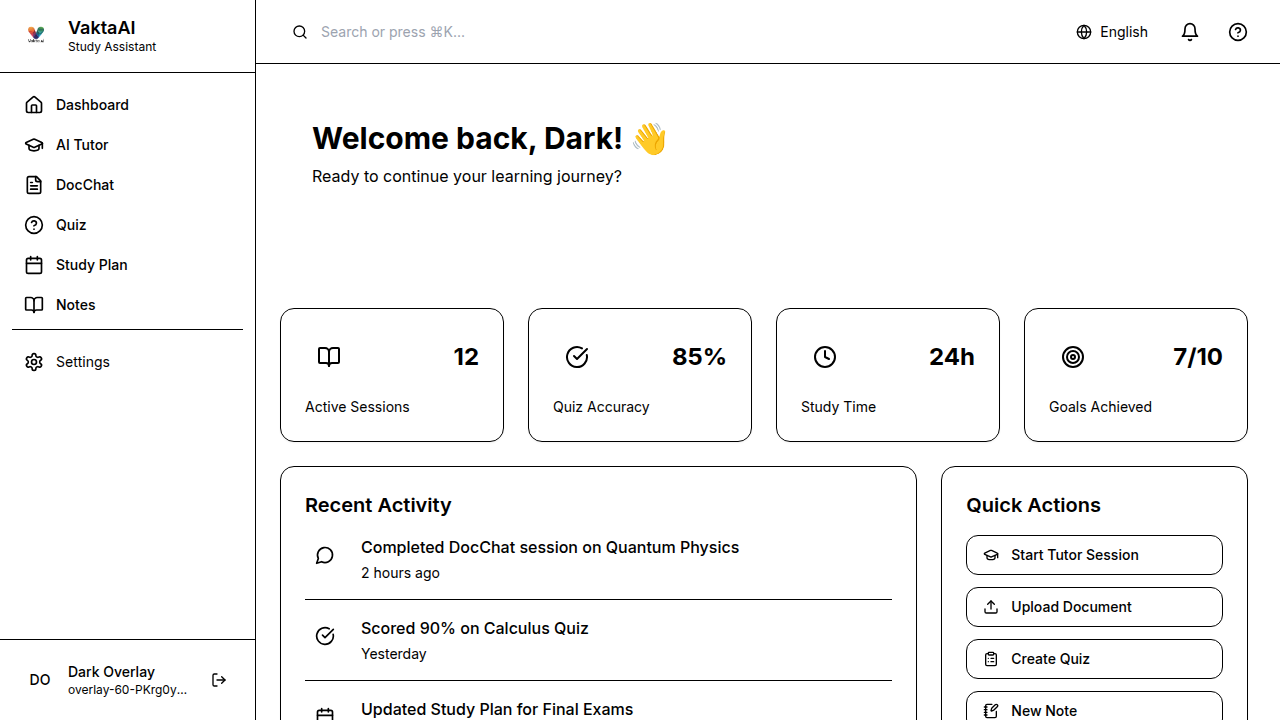 VaktaAI
Study Assistant
Search or press ⌘K...
English
Dashboard
AI Tutor
DocChat
Quiz
Study Plan
Notes
Settings
Dark Overlay
overlay-60-PKrg0y...
DO
Welcome back, Dark! 👋
Ready to continue your learning journey?
12
Active Sessions
85%
Quiz Accuracy
24h
Study Time
7/10
Goals Achieved
Recent Activity
Completed DocChat session on Quantum Physics
2 hours ago
Scored 90% on Calculus Quiz
Yesterday
Updated Study Plan for Final Exams
Quick Actions
Start Tutor Session
Upload Document
Create Quiz
New Note